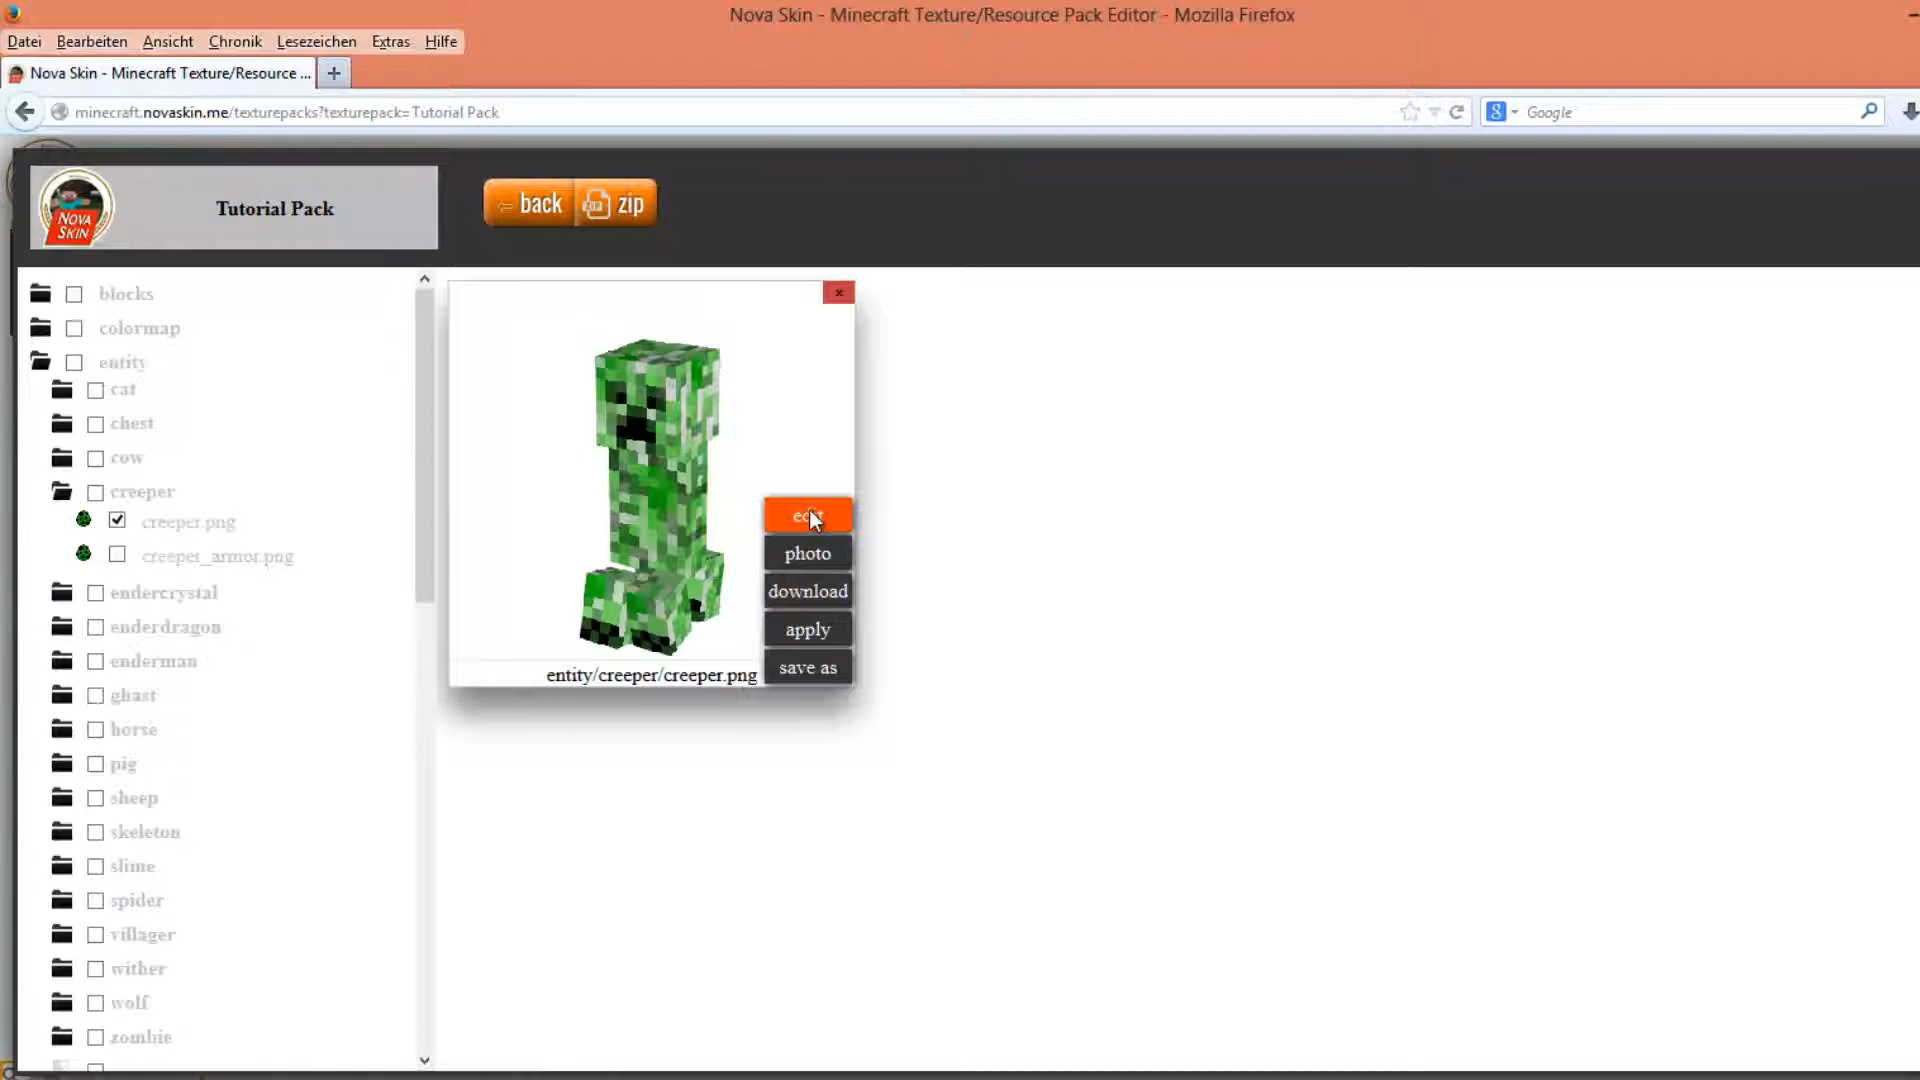 Nova Skin - Minecraft Texture/Resource Pack Editor - Mozilla Firefox
Datei Bearbeiten Ansicht Chronik Lesezeichen Extras Hilfe
Nova Skin - Minecraft Texture/Resource ... +
minecraft.novaskin.me/texturepacks?texturepack=Tutorial Pack
8 Google
NOVA
SKIN
Tutorial Pack
back
zip
blocks
colormap
entity
cat
chest
cow
creeper
creeper.png
creeper_armor.png
endercrystal
enderdragon
enderman
ghast
horse
pig
sheep
skeleton
slime
spider
villager
wither
wolf
zombie
x
edit
photo
download
apply
save as
entity/creeper/creeper.png